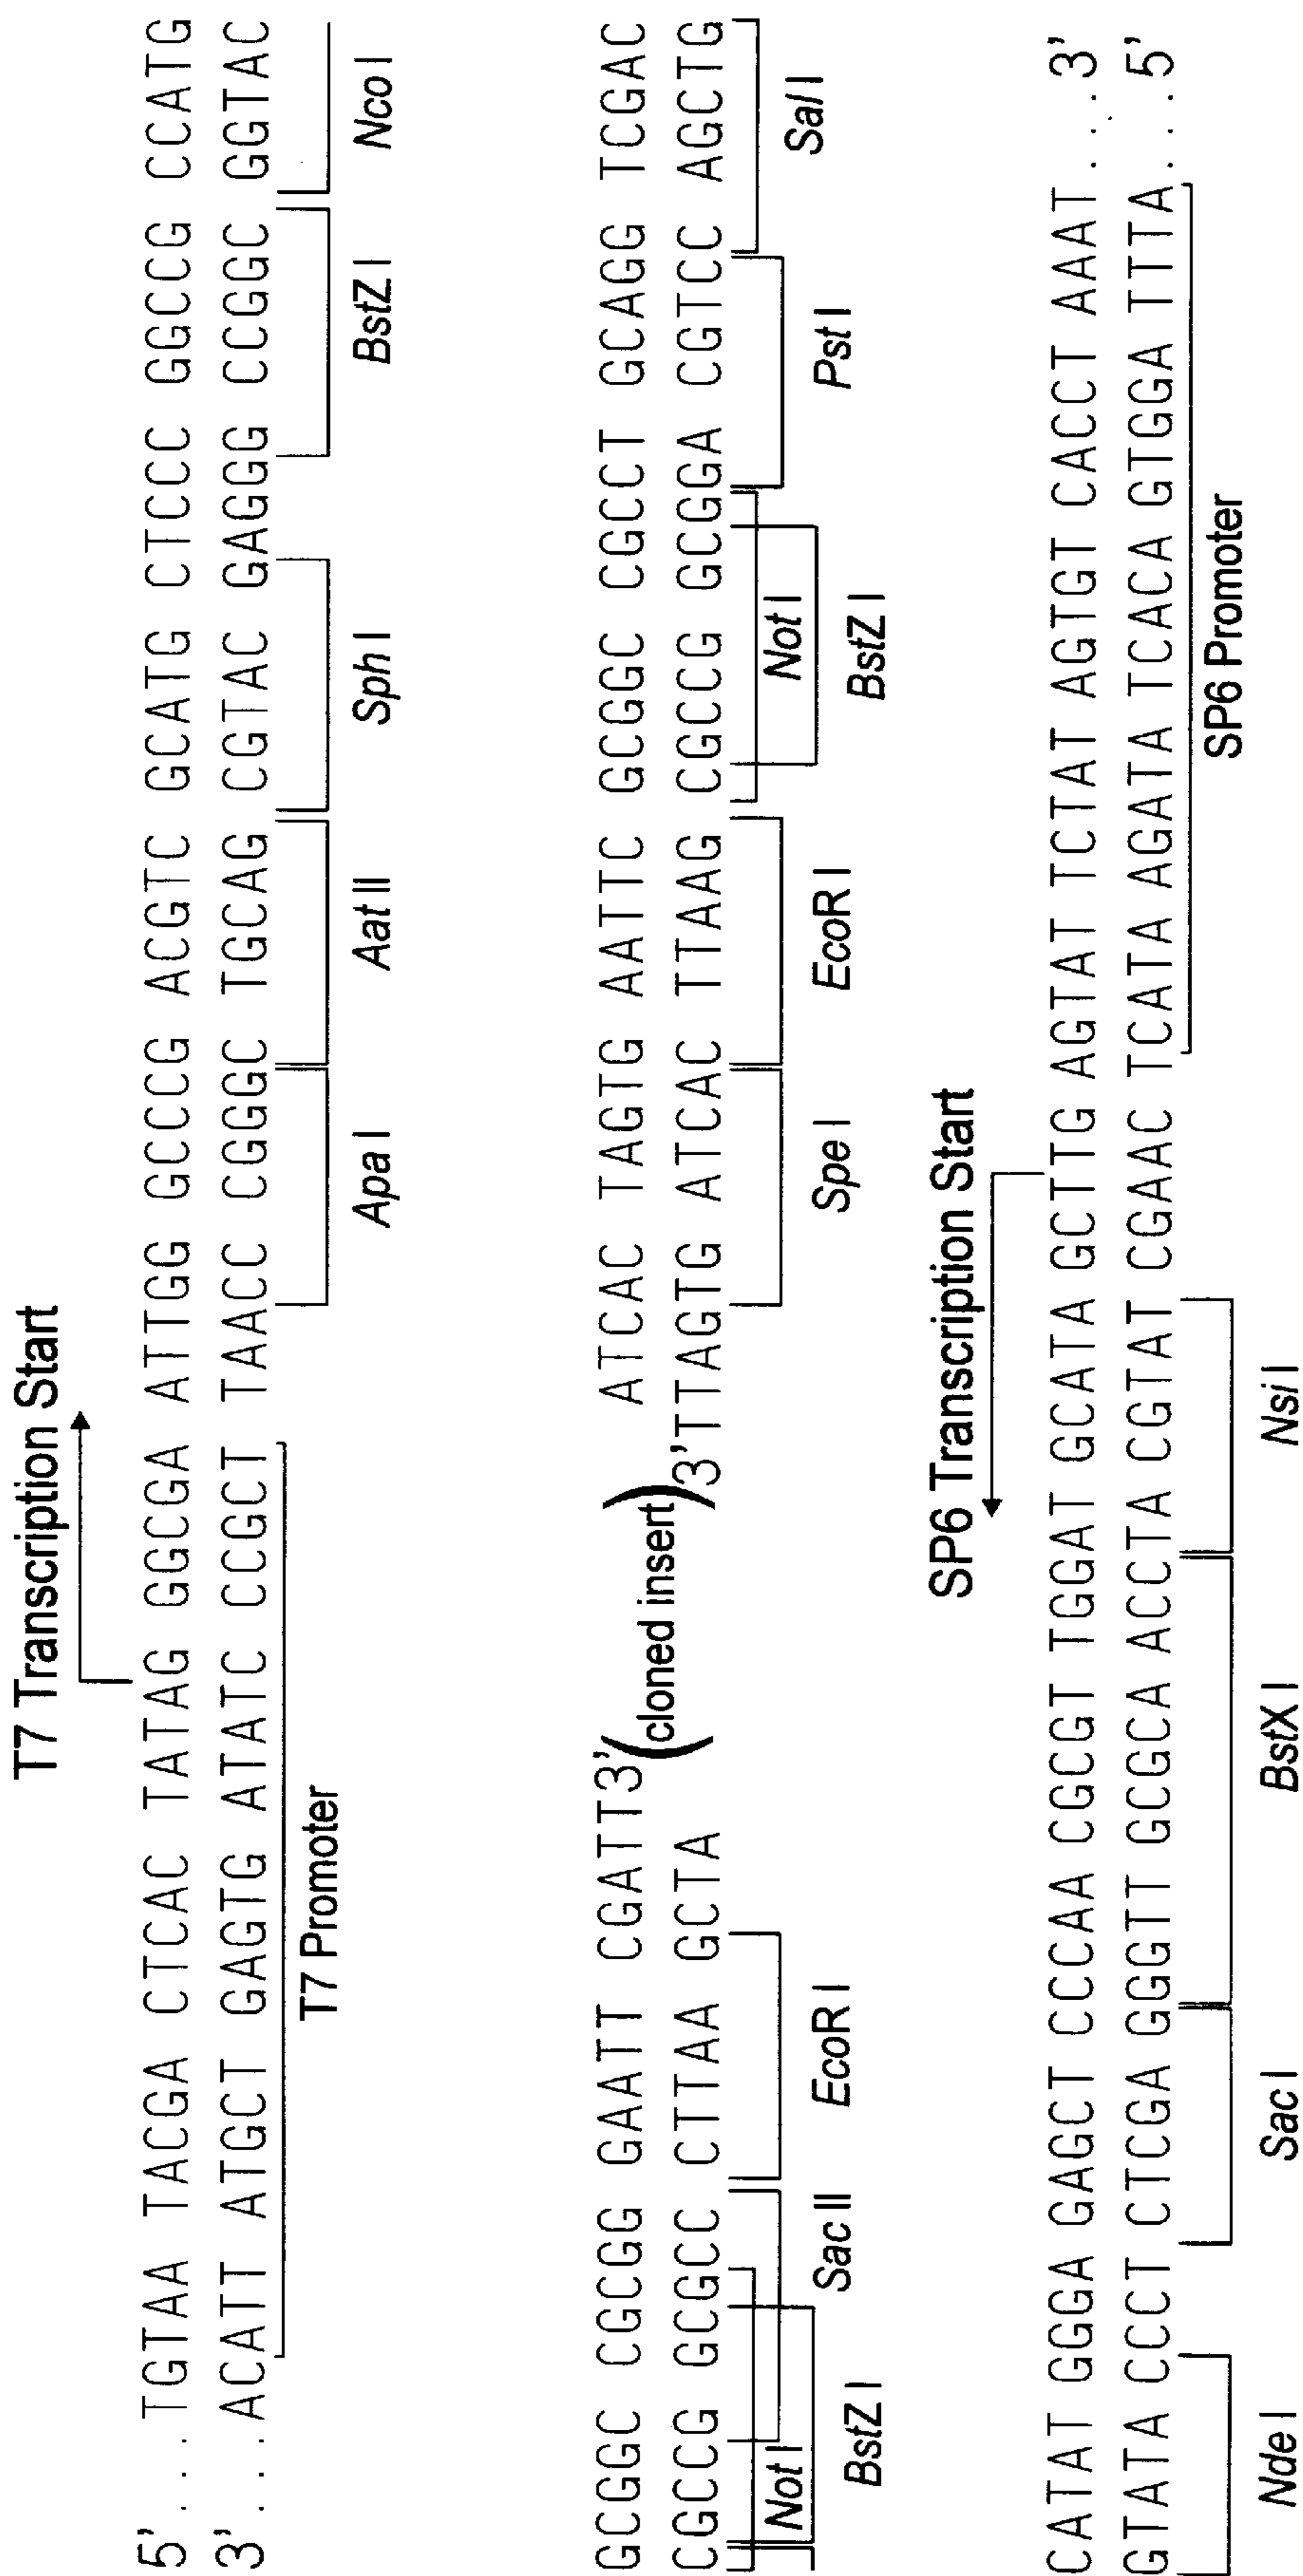 T7 Transcription Start
5' . . . TGTAA TACGA CTCAC TATAG GGCGA ATTGG GCCCG ACGTC GCATG CTCCC GGCCG CCATG
3' . . . ACATT ATGCT GAGTG ATATC CCGCT TAACC CGGGC TGCAG CGTAC GAGGG CCGGC GGTAC
T7 Promoter Apa I Aat II Sph I BstZ I Nco I
GCGGC CGCGG GAATT CGATT3' (cloned insert) ATCAC TAGTG AATTC GCGGC CGCCT GCAGG TCGAC
CGCCG GCGCC CTTAA GCTA 3'TTAGTG ATCAC TTAAG CGCCG GCGGA CGTCC AGCTG
Not I Sac II EcoR I Spe I EcoR I Not I Pst I Sal I
BstZ I BstZ I
SP6 Transcription Start
CATAT GGGA GAGCT CCCAA CGCGT TGGAT GCATA GCTTG AGTAT TCTAT AGTGT CACCT AAAT . . . 3'
GTATA CCCT CTCGA GGGTT GCGCA ACCTA CGTAT CGAAC TCATA AGATA TCACA GTGGA TTTA . . . 5'
Nde I Sac I BstX I Nsi I SP6 Promoter